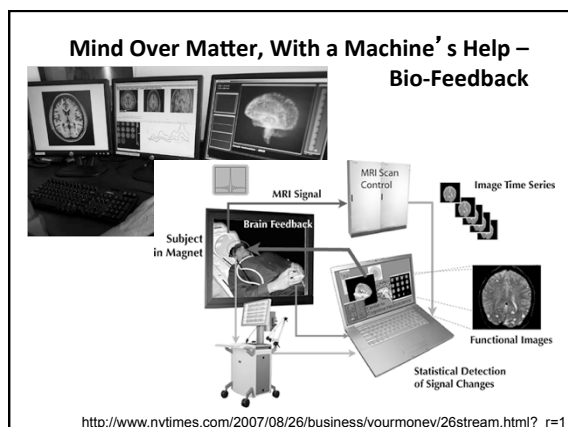 Mind Over Matter, With a Machine's Help –
Bio-Feedback
MRI Scan
Control
MRI Signal
Image Time Series
Brain Feedback
Subject
in Magnet
Functional Images
Statistical Detection
of Signal Changes
http://www.nytimes.com/2007/08/26/business/yourmoney/26stream.html?_r=1